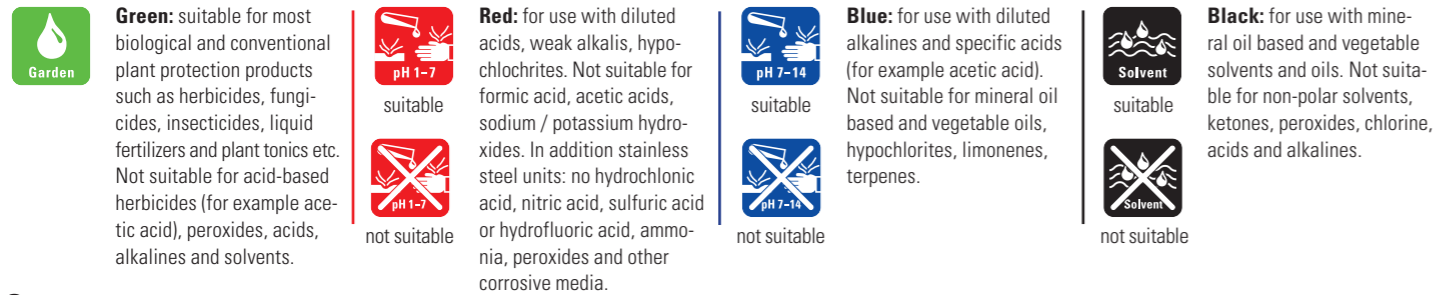 Garden
Green: suitable for most
biological and conventional
plant protection products
such as herbicides, fungi-
cides, insecticides, liquid
fertilizers and plant tonics etc.
Not suitable for acid-based
herbicides (for example ace-
tic acid), peroxides, acids,
alkalines and solvents.
pH 1–7
suitable
pH 1–7
not suitable
Red: for use with diluted
acids, weak alkalis, hypo-
chlochrites. Not suitable for
formic acid, acetic acids,
sodium / potassium hydro-
xides. In addition stainless
steel units: no hydrochlonic
acid, nitric acid, sulfuric acid
or hydrofluoric acid, ammo-
nia, peroxides and other
corrosive media.
pH 7–14
suitable
pH 7–14
not suitable
Blue: for use with diluted
alkalines and specific acids
(for example acetic acid).
Not suitable for mineral oil
based and vegetable oils,
hypochlorites, limonenes,
terpenes.
Solvent
suitable
Solvent
not suitable
Black: for use with mine-
ral oil based and vegetable
solvents and oils. Not suita-
ble for non-polar solvents,
ketones, peroxides, chlorine,
acids and alkalines.